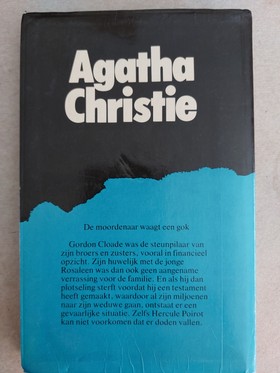 Agatha
Christie
De moordenaar waagt een gok
Gordon Cloade was de steunpilaar van
zijn broers en zusters, vooral in financieel
opzicht. Zijn huwelijk met de jonge
Rosaleen was dan ook geen aangename
verrassing voor de familie. En als hij dan
plotseling sterft voordat hij een testament
heeft gemaakt, waardoor al zijn miljoenen
naar zijn weduwe gaan, ontstaat er een
gevaarlijke situatie. Zelfs Hercule Poirot
kan niet voorkomen dat er doden vallen.